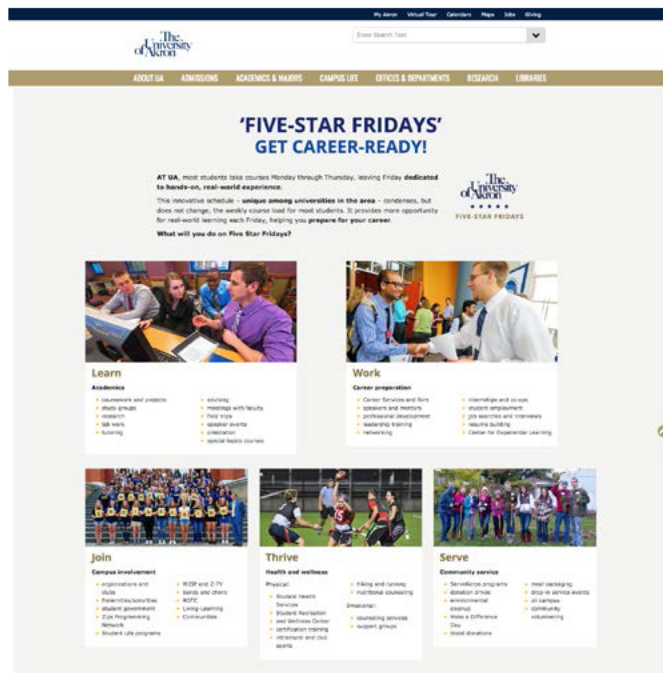 My Akron Virtual Tour Calendars Maps Jobs Giving
The
University
of Akron
Enter Search Text
ABOUT UA ADMISSIONS ACADEMICS & MAJORS CAMPUS LIFE OFFICES & DEPARTMENTS RESEARCH LIBRARIES
'FIVE-STAR FRIDAYS'
GET CAREER-READY!
AT UA, most students take courses Monday through Thursday, leaving Friday dedicated
to hands-on, real-world experience.
This innovative schedule – unique among universities in the area – condenses, but
does not change, the weekly course load for most students. It provides more opportunity
for real-world learning each Friday, helping you prepare for your career.
What will you do on Five Star Fridays?
The
University
of Akron
FIVE-STAR FRIDAYS
Learn
Academics
coursework and projects
study groups
research
lab work
tutoring
advising
meetings with faculty
field trips
speaker events
orientation
special topics courses
Work
Career preparation
Career Services and fairs
speakers and mentors
professional development
leadership training
networking
internships and co-ops
student employment
job searches and interviews
resume building
Center for Experiential Learning
Join
Campus involvement
organizations and
clubs
fraternities/sororities
student government
Zips Programming
Network
Student Life programs
WZIP and Z-TV
bands and choirs
ROTC
Living-Learning
Communities
Thrive
Health and wellness
Physical:
Student Health
Services
Student Recreation
and Wellness Center
certification training
intramural and club
sports
hiking and running
nutritional counseling
Emotional:
counseling services
support groups
Serve
Community service
ServeAkron programs
donation drives
environmental
cleanup
Make a Difference
Day
blood donations
meal packaging
drop-in service events
on campus
community
volunteering